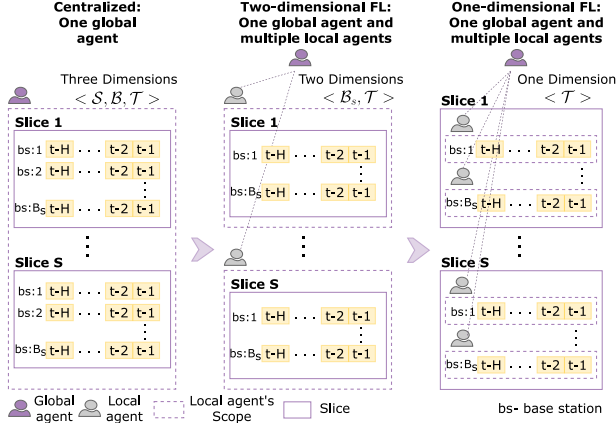 Centralized:
One global
agent
Three Dimensions
< S, B, T >
Slice 1
bs:1 t-H . . . t-2 t-1
bs:2 t-H . . . t-2 t-1
bs:Bs t-H . . . t-2 t-1
Slice S
bs:1 t-H . . . t-2 t-1
bs:2 t-H . . . t-2 t-1
bs:Bs t-H . . . t-2 t-1
Two-dimensional FL:
One global agent and
multiple local agents
Two Dimensions
< Bs, T >
Slice 1
bs:1 t-H . . . t-2 t-1
bs:Bs t-H . . . t-2 t-1
Slice S
bs:1 t-H . . . t-2 t-1
bs:Bs t-H . . . t-2 t-1
One-dimensional FL:
One global agent and
multiple local agents
One Dimension
< T >
Slice 1
bs:1 t-H . . . t-2 t-1
bs:Bs t-H . . . t-2 t-1
Slice S
bs:1 t-H . . . t-2 t-1
bs:Bs t-H . . . t-2 t-1
Global
agent
Local
agent
Local agent's
Scope
Slice
bs- base station